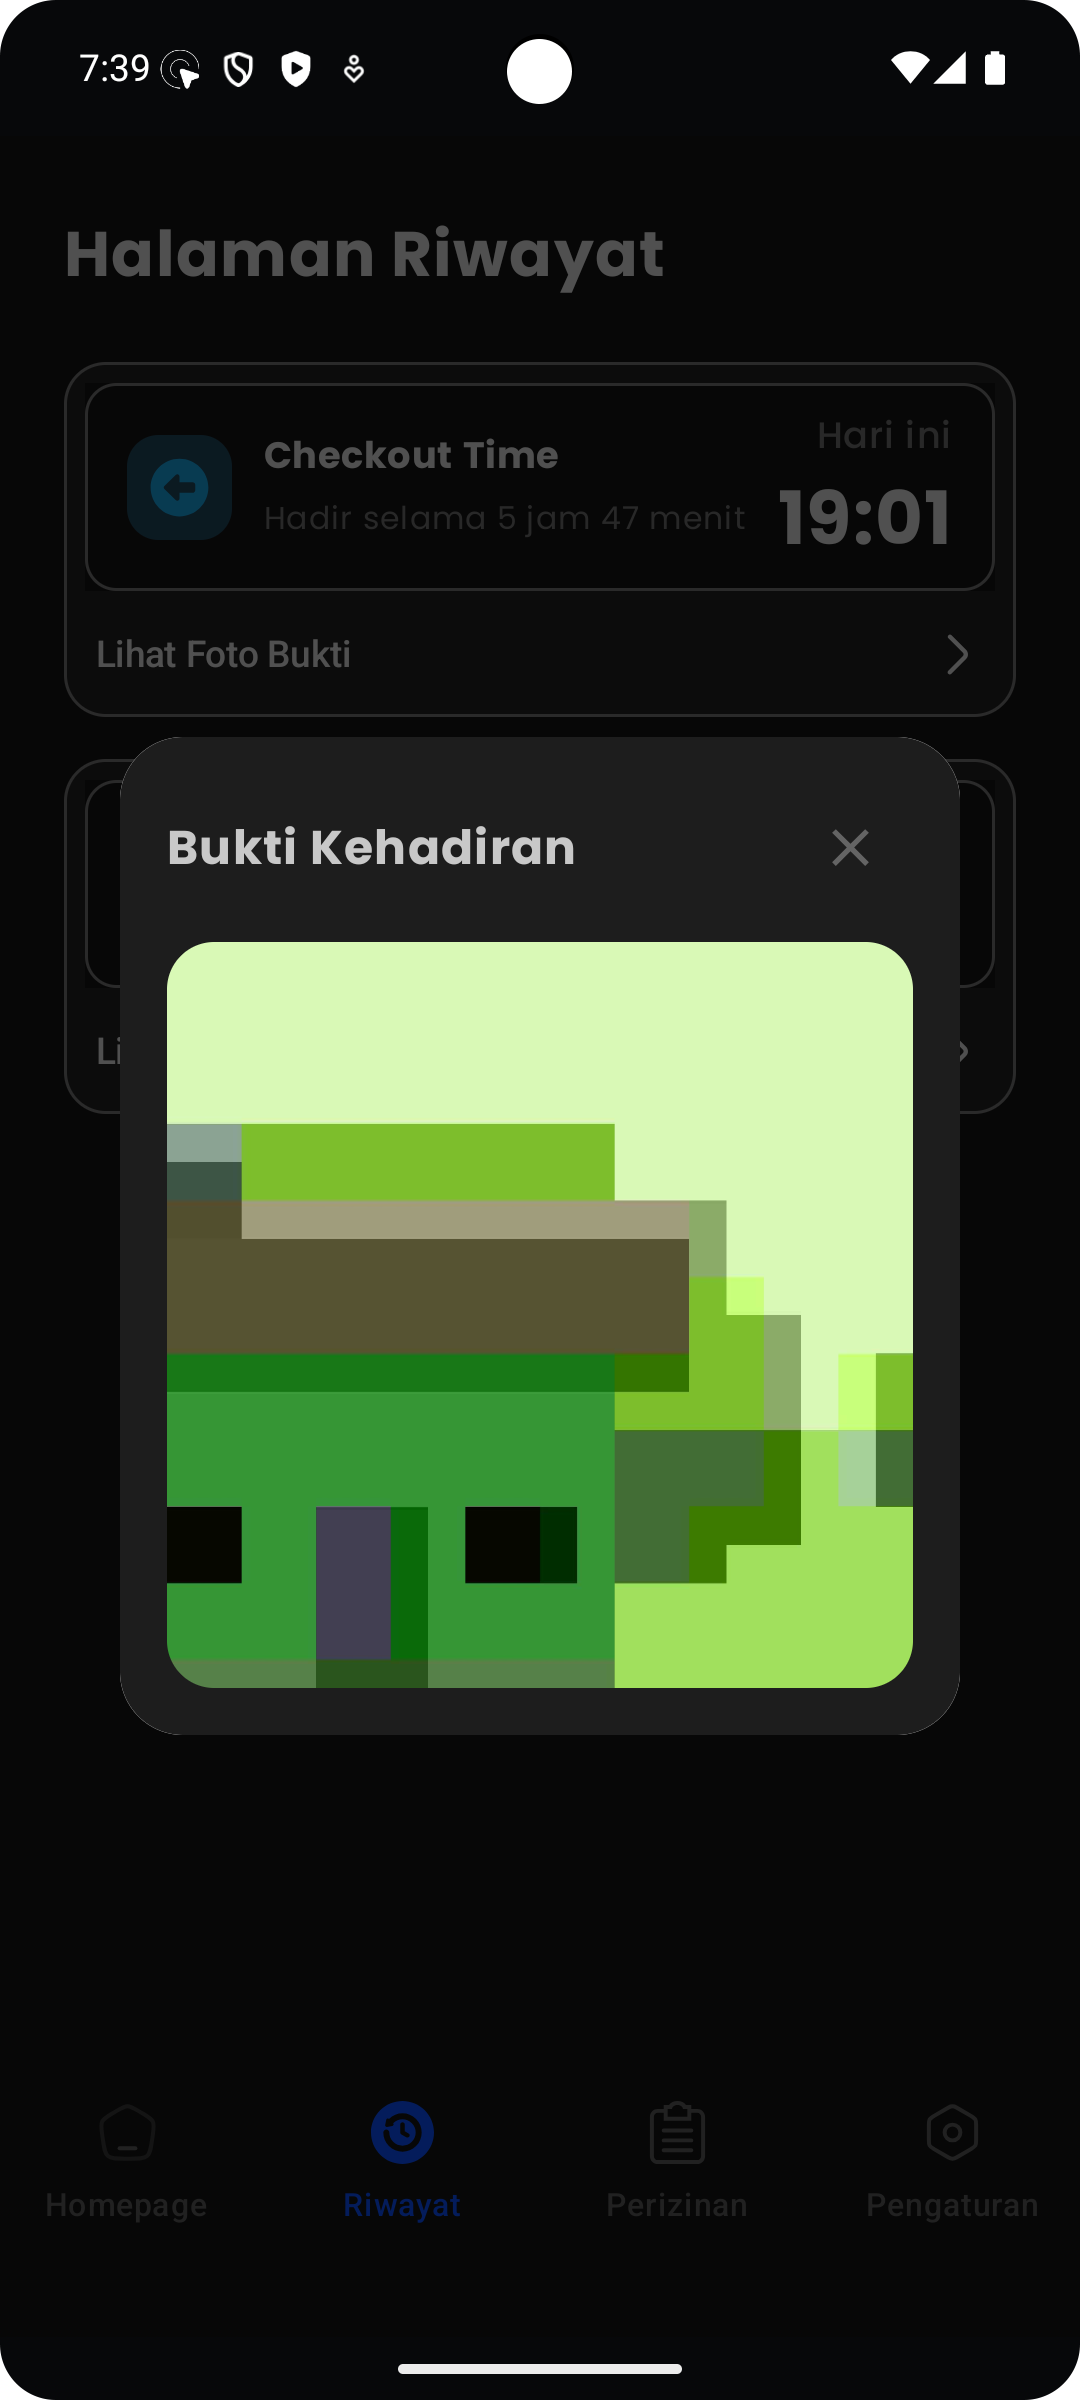 7:39
Halaman Riwayat
Checkout Time
Hari ini
Hadir selama 5 jam 47 menit
19:01
Lihat Foto Bukti
Bukti Kehadiran
Li
Homepage
Riwayat
Perizinan
Pengaturan